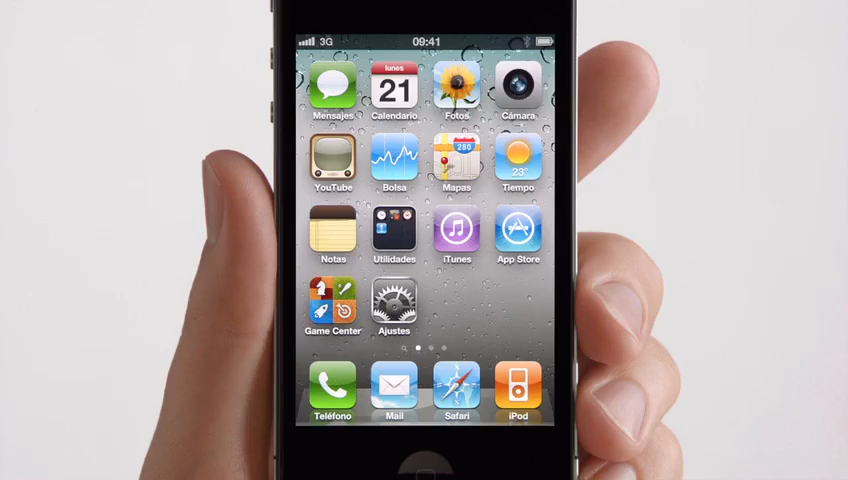 3G 09:41
lunes
21 280
23°
Mensajes Calendario Fotos Cámara
YouTube Bolsa Mapas Tiempo
Notas Utilidades iTunes App Store
Game Center Ajustes
Teléfono Mail Safari iPod